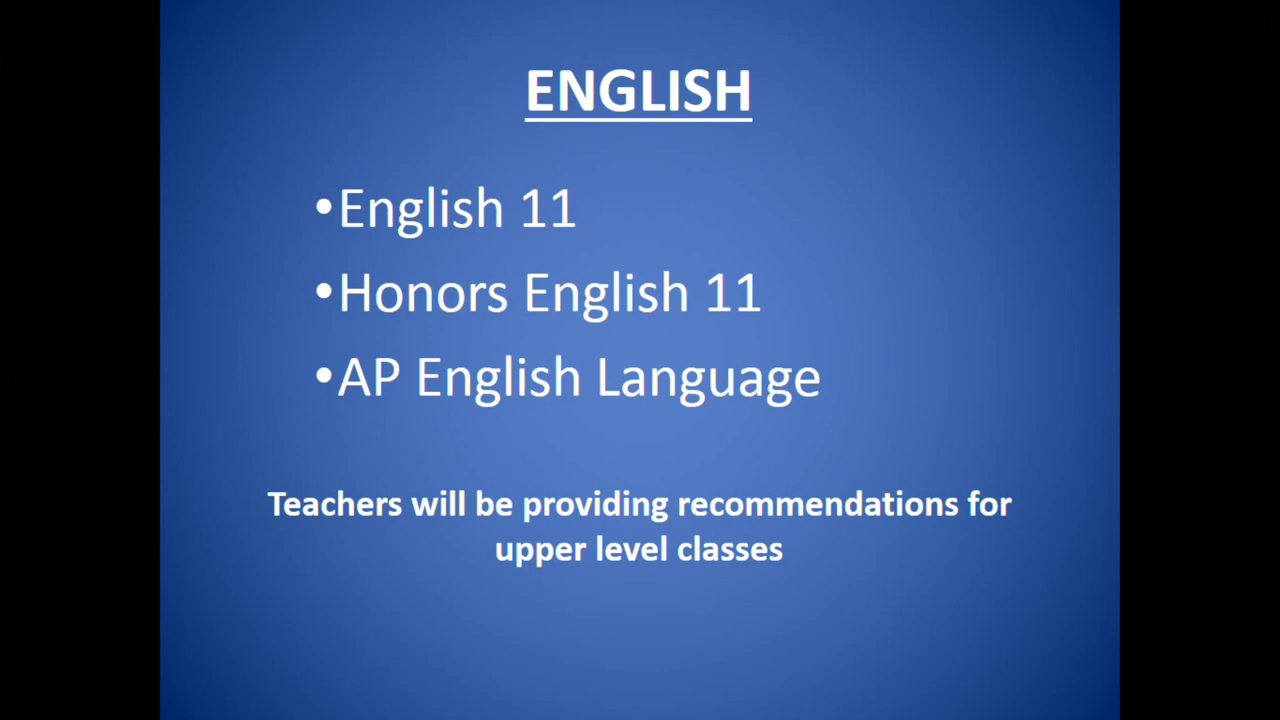 ENGLISH
•English 11
•Honors English 11
•AP English Language
Teachers will be providing recommendations for
upper level classes